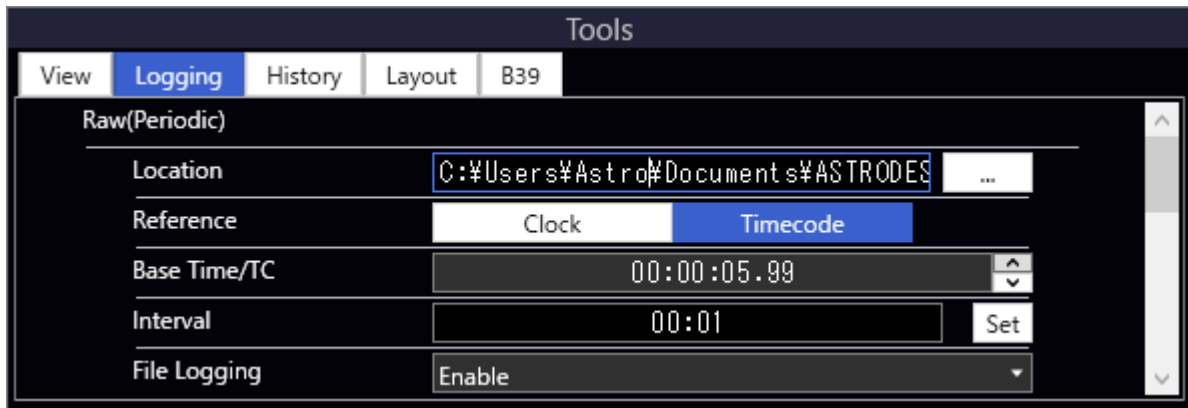 Tools
View Logging History Layout B39
Raw(Periodic)
Location C:¥Users¥Astro¥Documents¥ASTRODES ...
Reference Clock Timecode
Base Time/TC 00:00:05.99
Interval 00:01 Set
File Logging Enable